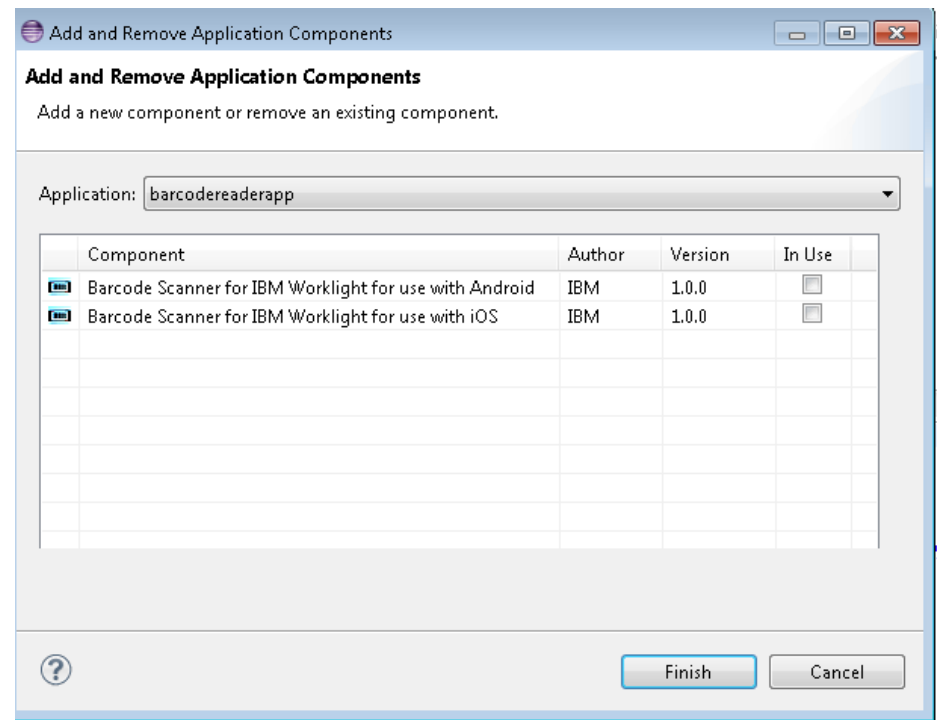 Add and Remove Application Components
Add and Remove Application Components
Add a new component or remove an existing component.
Application: barcodereaderapp
Component Author Version In Use
Barcode Scanner for IBM Worklight for use with Android IBM 1.0.0
Barcode Scanner for IBM Worklight for use with iOS IBM 1.0.0
? Finish Cancel